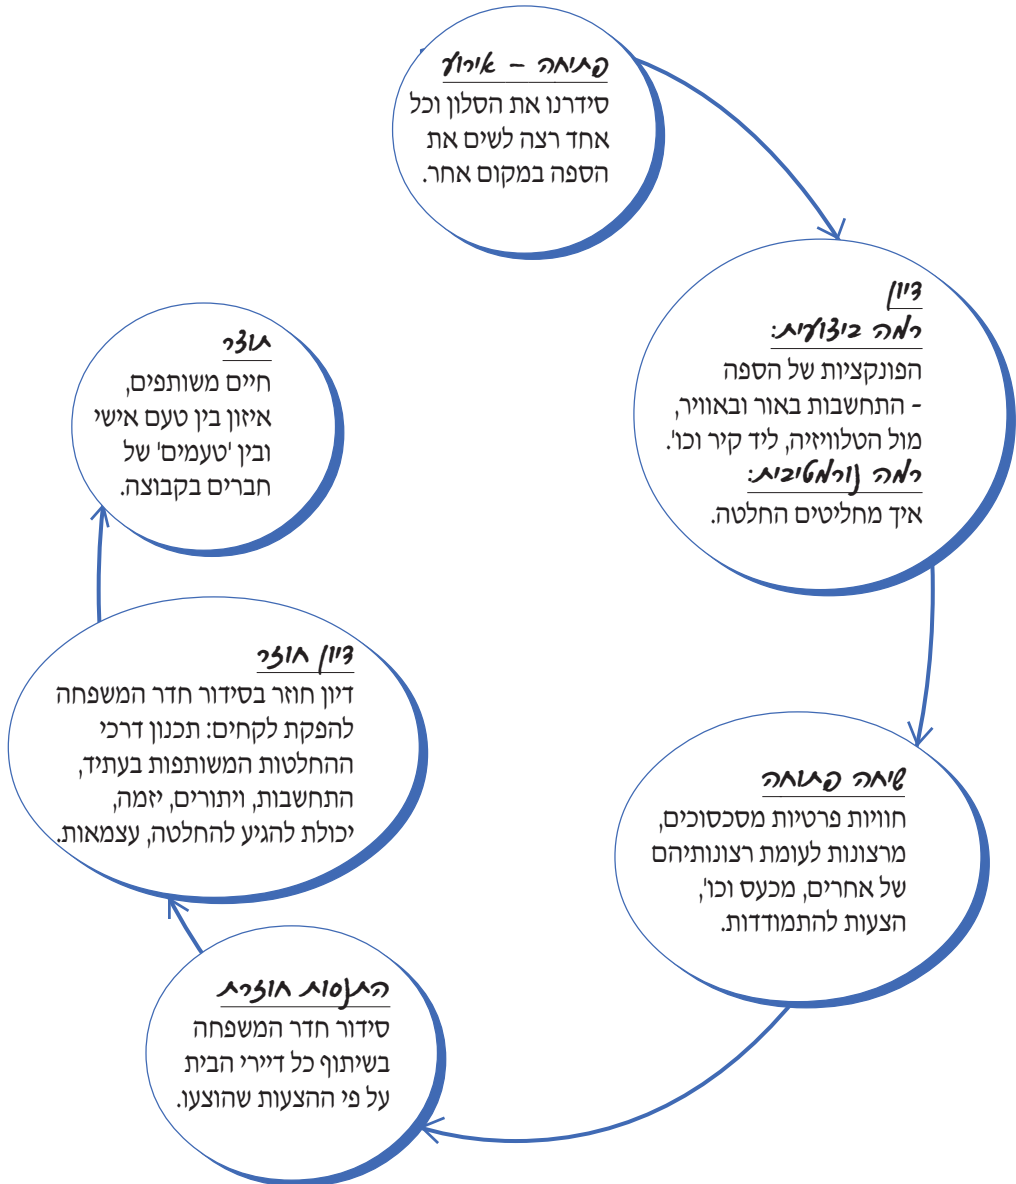 פתיחה – אירוע
סידרנו את הסלון וכל
אחד רצה לשים את
הספה במקום אחר.
דיון
רמה ביצועית:
הפונקציות של הספה
- התחשבות באור ובאוויר,
מול הטלוויזיה, ליד קיר וכו'.
רמה נורמטיבית:
איך מחליטים החלטה.
שיחה פתוחה
חוויות פרטיות מסכסוכים,
מרצונות לעומת רצונותיהם
של אחרים, מכעס וכו',
הצעות להתמודדות.
התנסות חוזרת
סידור חדר המשפחה
בשיתוף כל דיירי הבית
על פי ההצעות שהוצעו.
דיון חוזר
דיון חוזר בסידור חדר המשפחה
להפקת לקחים: תכנון דרכי
ההחלטות המשותפות בעתיד,
התחשבות, ויתורים, יזמה,
יכולת להגיע להחלטה, עצמאות.
תוצר
חיים משותפים,
איזון בין טעם אישי
ובין 'טעמים' של
חברים בקבוצה.